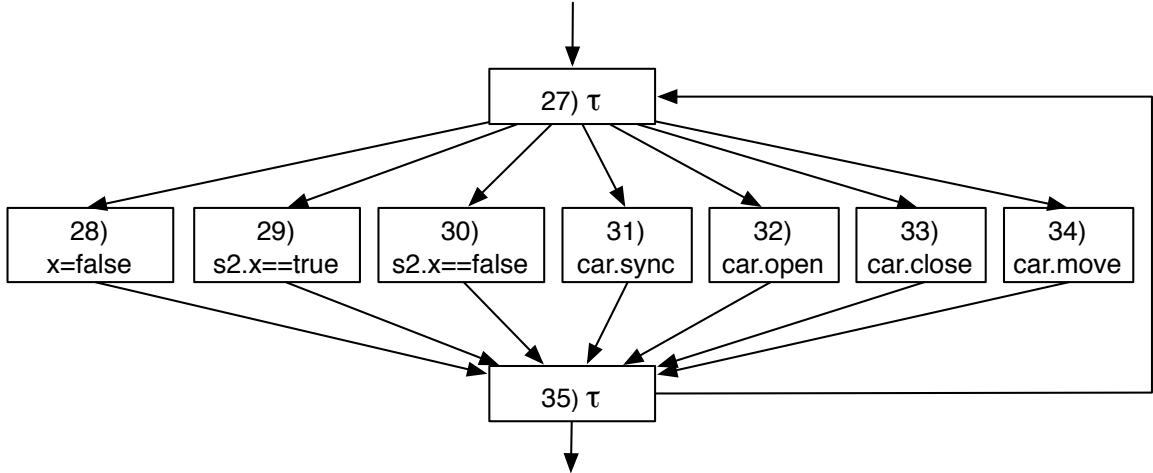 27) τ
28)
x=false
29)
s2.x==true
30)
s2.x==false
31)
car.sync
32)
car.open
33)
car.close
34)
car.move
35) τ